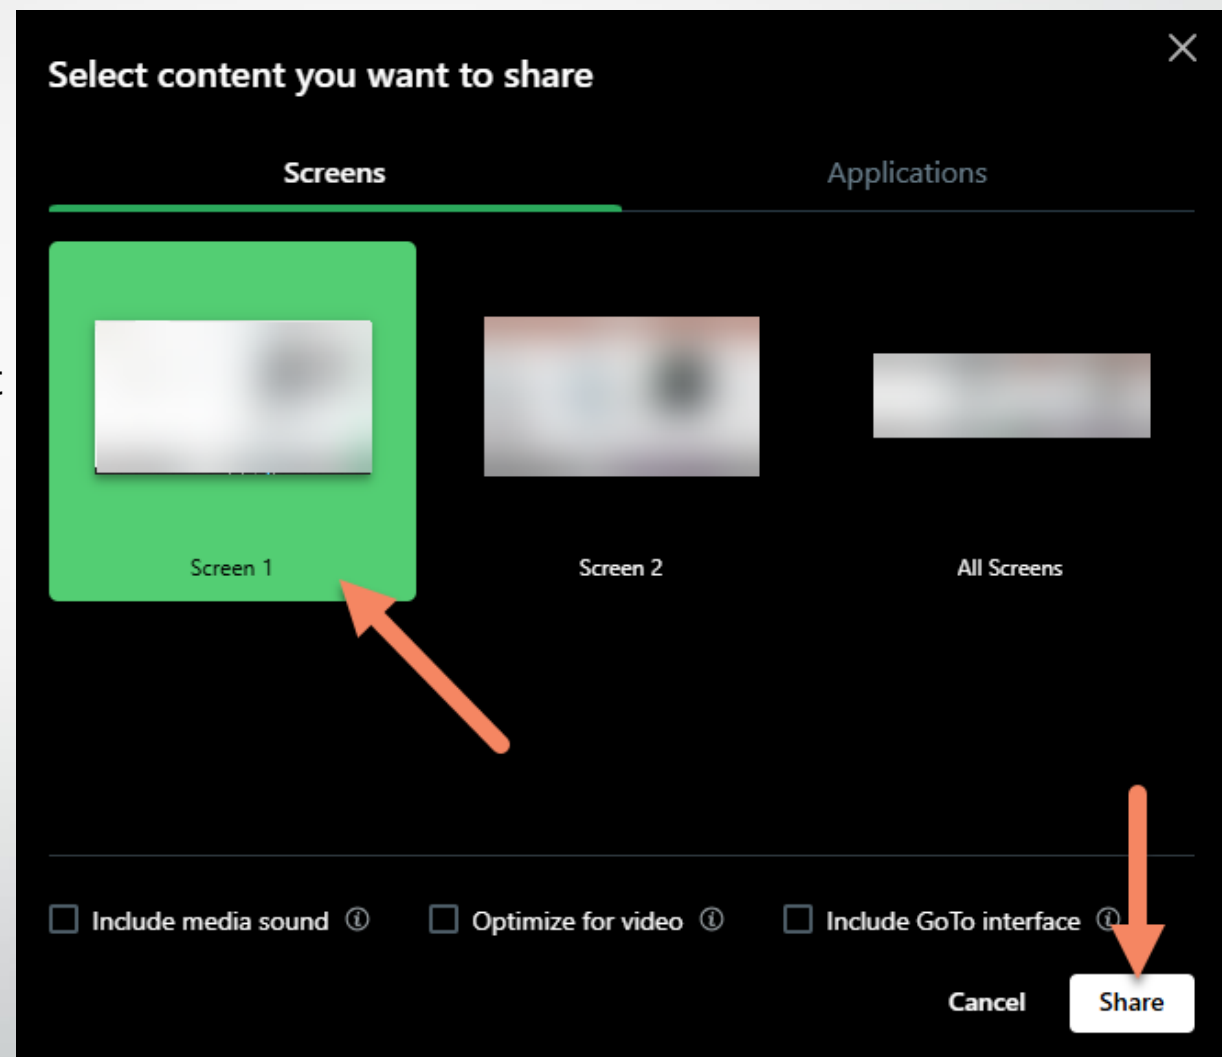 Select content you want to share
Screens Applications
Screen 1 Screen 2 All Screens
Include media sound Optimize for video Include GoTo interface
Cancel Share